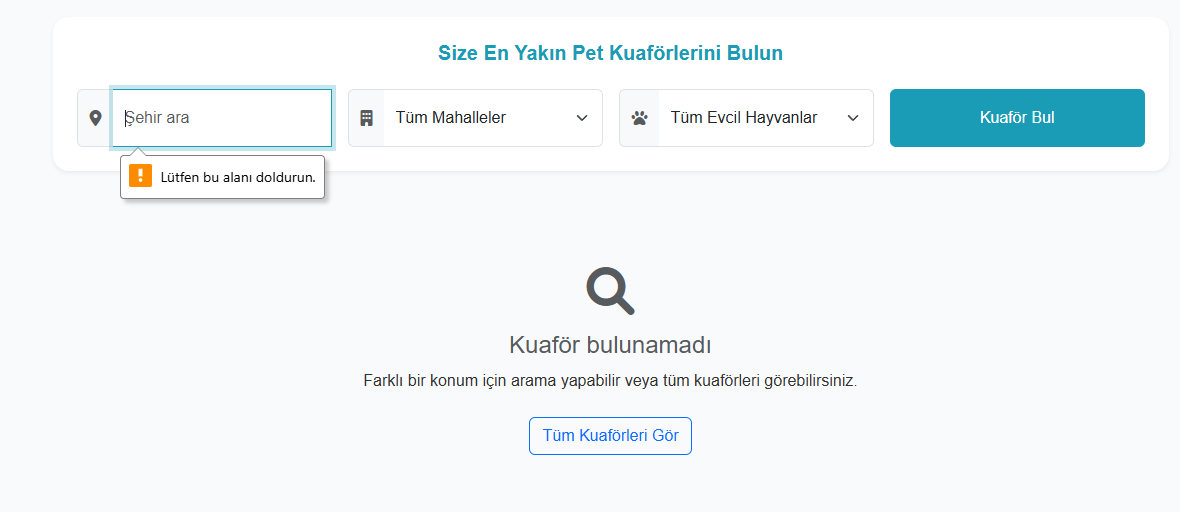 Size En Yakın Pet Kuaförlerini Bulun
Şehir ara
Tüm Mahalleler
Tüm Evcil Hayvanlar
Kuaför Bul
Lütfen bu alanı doldurun.
Kuaför bulunamadı
Farklı bir konum için arama yapabilir veya tüm kuaförleri görebilirsiniz.
Tüm Kuaförleri Gör